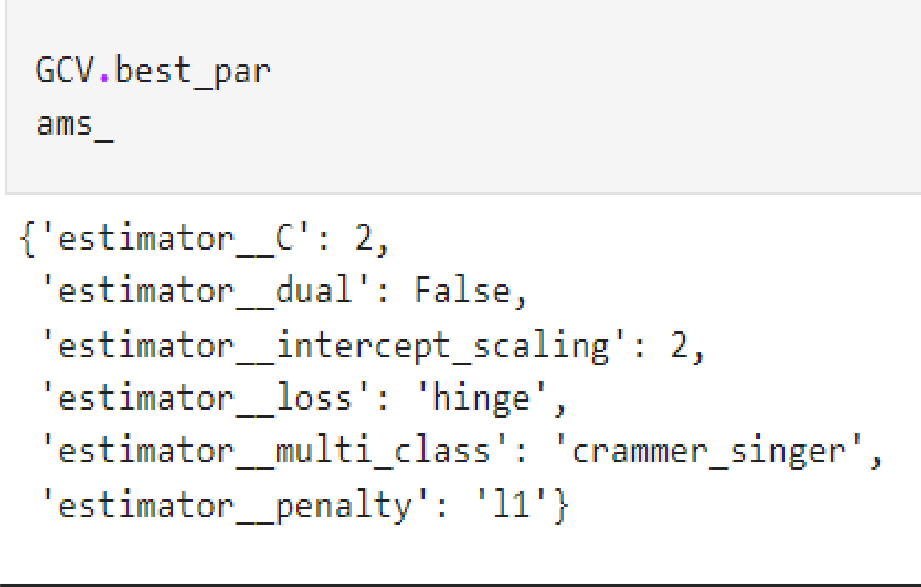 GCV.best_par
ams_
{'estimator__C': 2,
'estimator__dual': False,
'estimator__intercept_scaling': 2,
'estimator__loss': 'hinge',
'estimator__multi_class': 'crammer_singer',
'estimator__penalty': 'l1'}